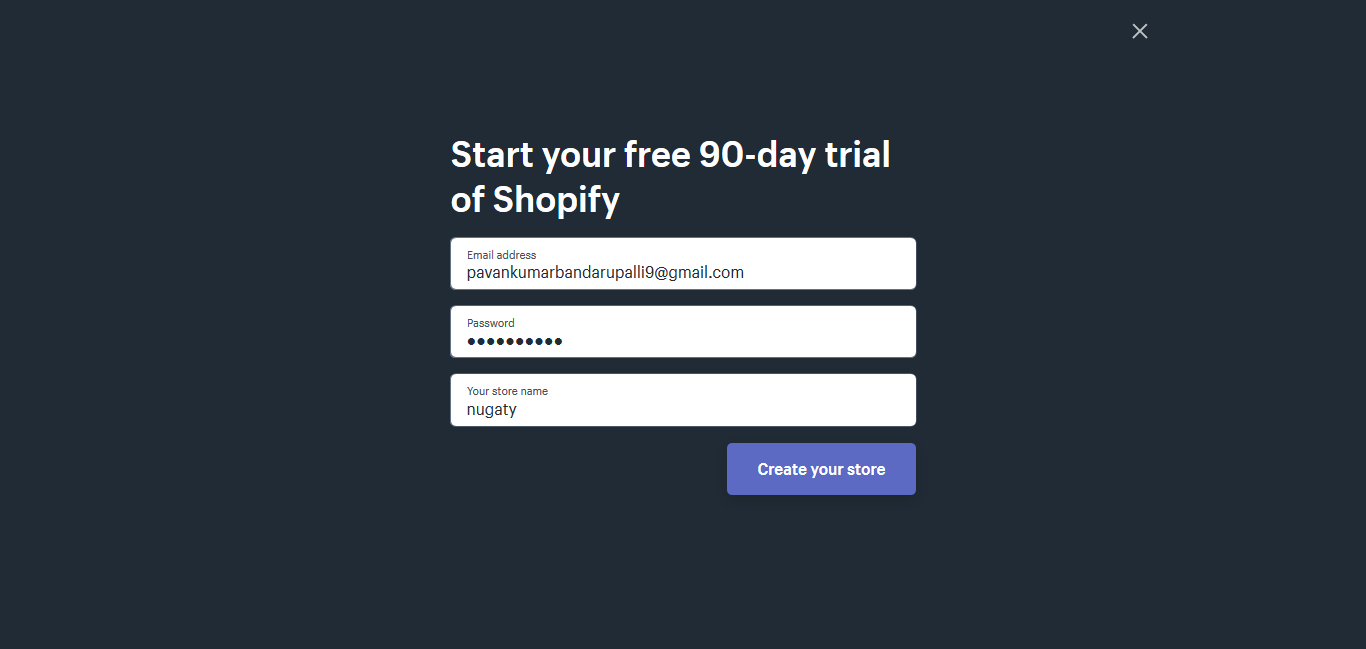 Start your free 90-day trial
of Shopify
Email address
pavankumarbandarupalli9@gmail.com
Password
••••••••••
Your store name
nugaty
Create your store